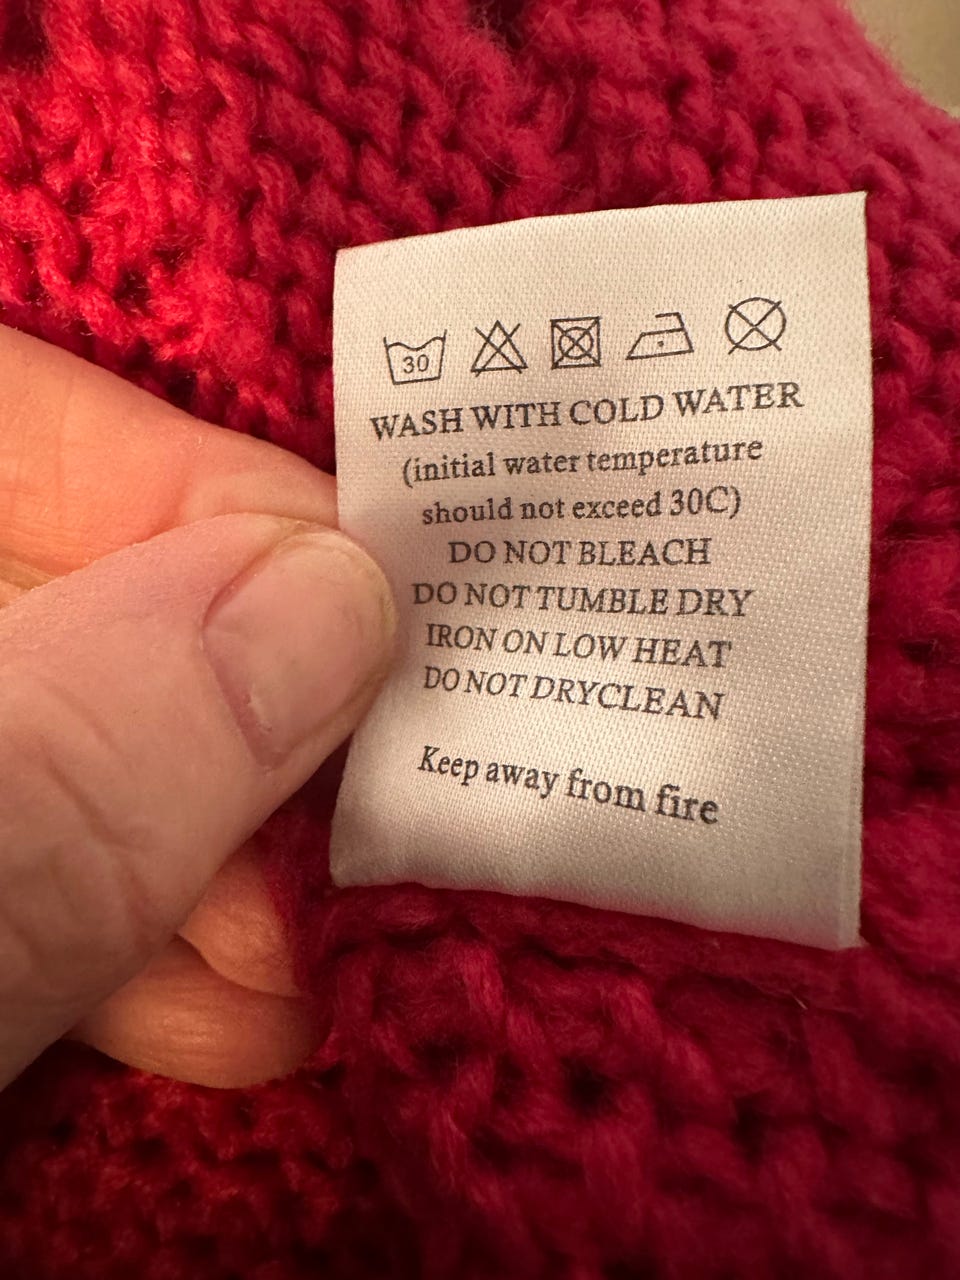 30
WASH WITH COLD WATER
(initial water temperature
should not exceed 30C)
DO NOT BLEACH
DO NOT TUMBLE DRY
IRON ON LOW HEAT
DO NOT DRYCLEAN
Keep away from fire